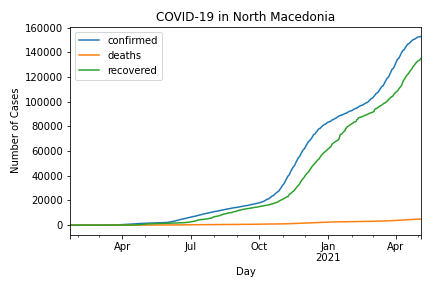 COVID-19 in North Macedonia
confirmed
deaths
recovered
Number of Cases
160000
140000
120000
100000
80000
60000
40000
20000
0
Apr
Jul
Oct
Jan
2021
Apr
Day